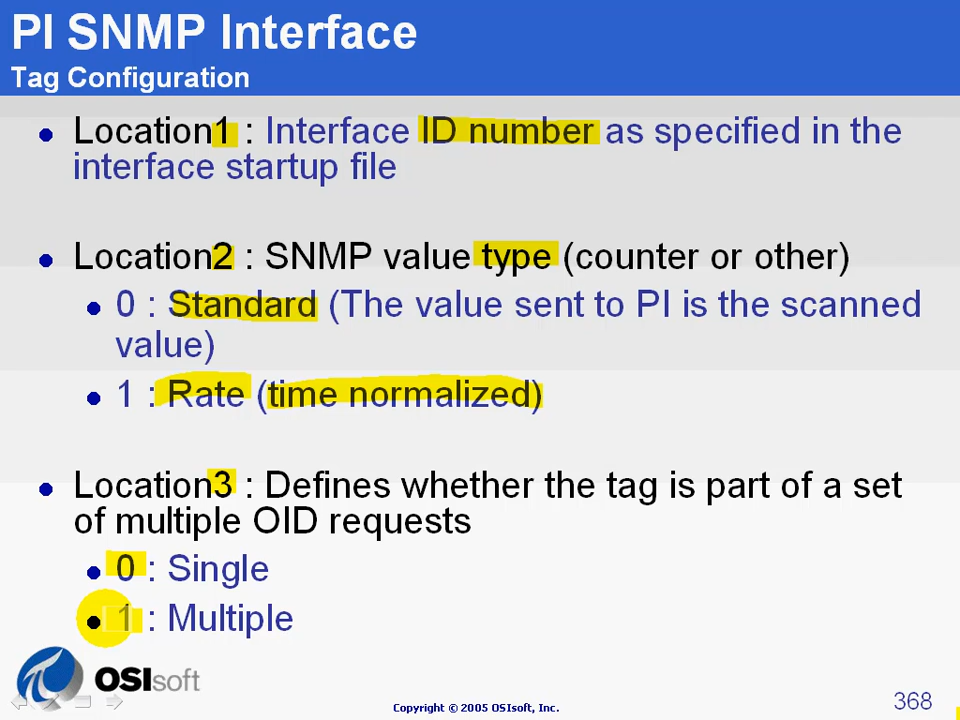 PI SNMP Interface
Tag Configuration
Location1 : Interface ID number as specified in the
interface startup file
Location2 : SNMP value type (counter or other)
0 : Standard (The value sent to PI is the scanned
value)
1 : Rate (time normalized)
Location3 : Defines whether the tag is part of a set
of multiple OID requests
0 : Single
1 : Multiple
OSIsoft
Copyright © 2005 OSIsoft, Inc.
368